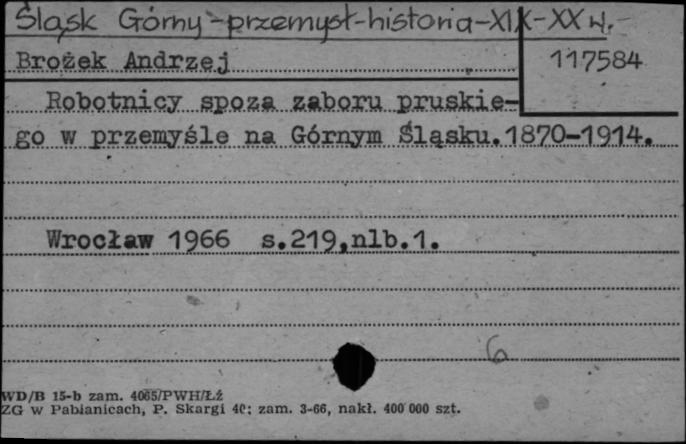 Śląsk Górny-przemysł-historia-XIX-XX w.
Brożek Andrzej
117584
Robotnicy spoza zaboru pruskie-
go w przemyśle na Górnym Śląsku.1870-1914.
Wrocław 1966 s.219,nlb.1.
6
WD/B 15-b zam. 4065/PWH/Łż
ZG w Pabianicach, P. Skargi 40; zam. 3-66, nakł. 400 000 szt.